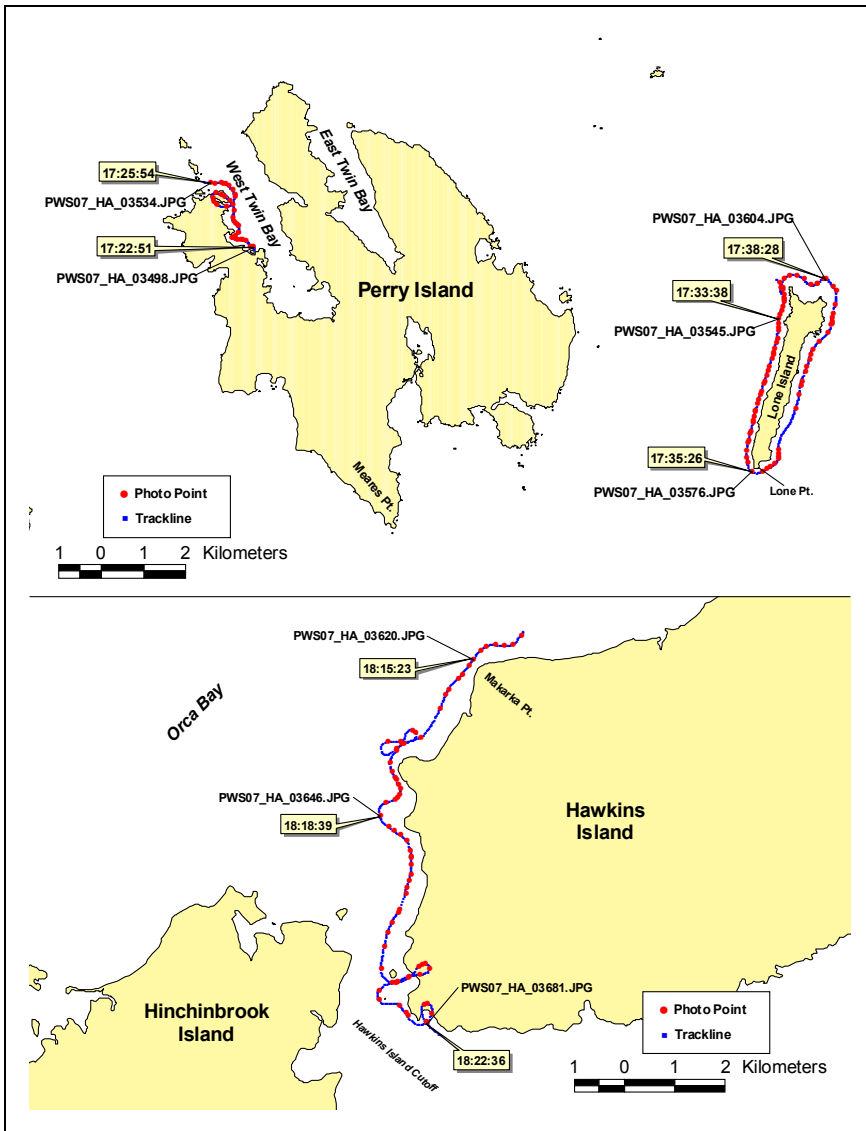 17:25:54
PWS07_HA_03534.JPG
17:22:51
PWS07_HA_03498.JPG
West Twin Bay
East Twin Bay
Perry Island
Meares Pt.
PWS07_HA_03604.JPG
17:38:28
17:33:38
PWS07_HA_03545.JPG
Lone Island
17:35:26
PWS07_HA_03576.JPG
Lone Pt.
Photo Point
Trackline
1 0 1 2 Kilometers
PWS07_HA_03620.JPG
18:15:23
Makarka Pt.
Orca Bay
PWS07_HA_03646.JPG
18:18:39
Hawkins
Island
Hinchinbrook
Island
PWS07_HA_03681.JPG
18:22:36
Hawkins Island Cutoff
Photo Point
Trackline
1 0 1 2 Kilometers